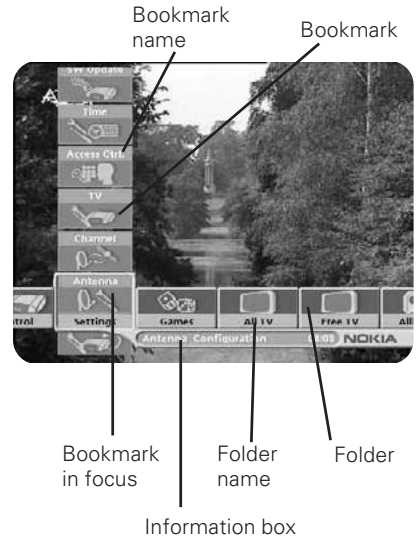 Bookmark
name
Bookmark
SW Update
Time
Access Ctrl.
TV
Channel
Antenna
trol
Settings
Games
All TV
Free TV
All
Antenna Configuration
NOKIA
Bookmark
in focus
Folder
name
Folder
Information box